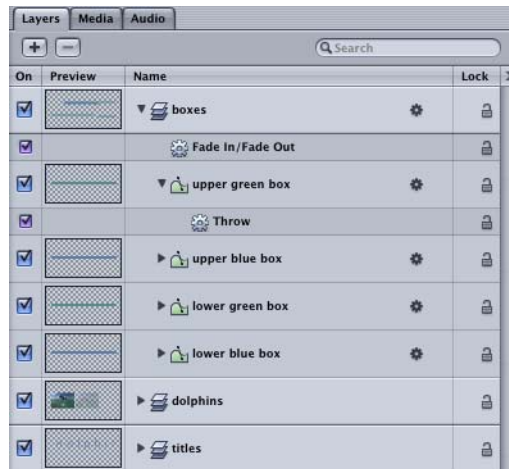 Layers Media Audio
Search
On Preview Name Lock
boxes
Fade In/Fade Out
upper green box
Throw
upper blue box
lower green box
lower blue box
dolphins
titles